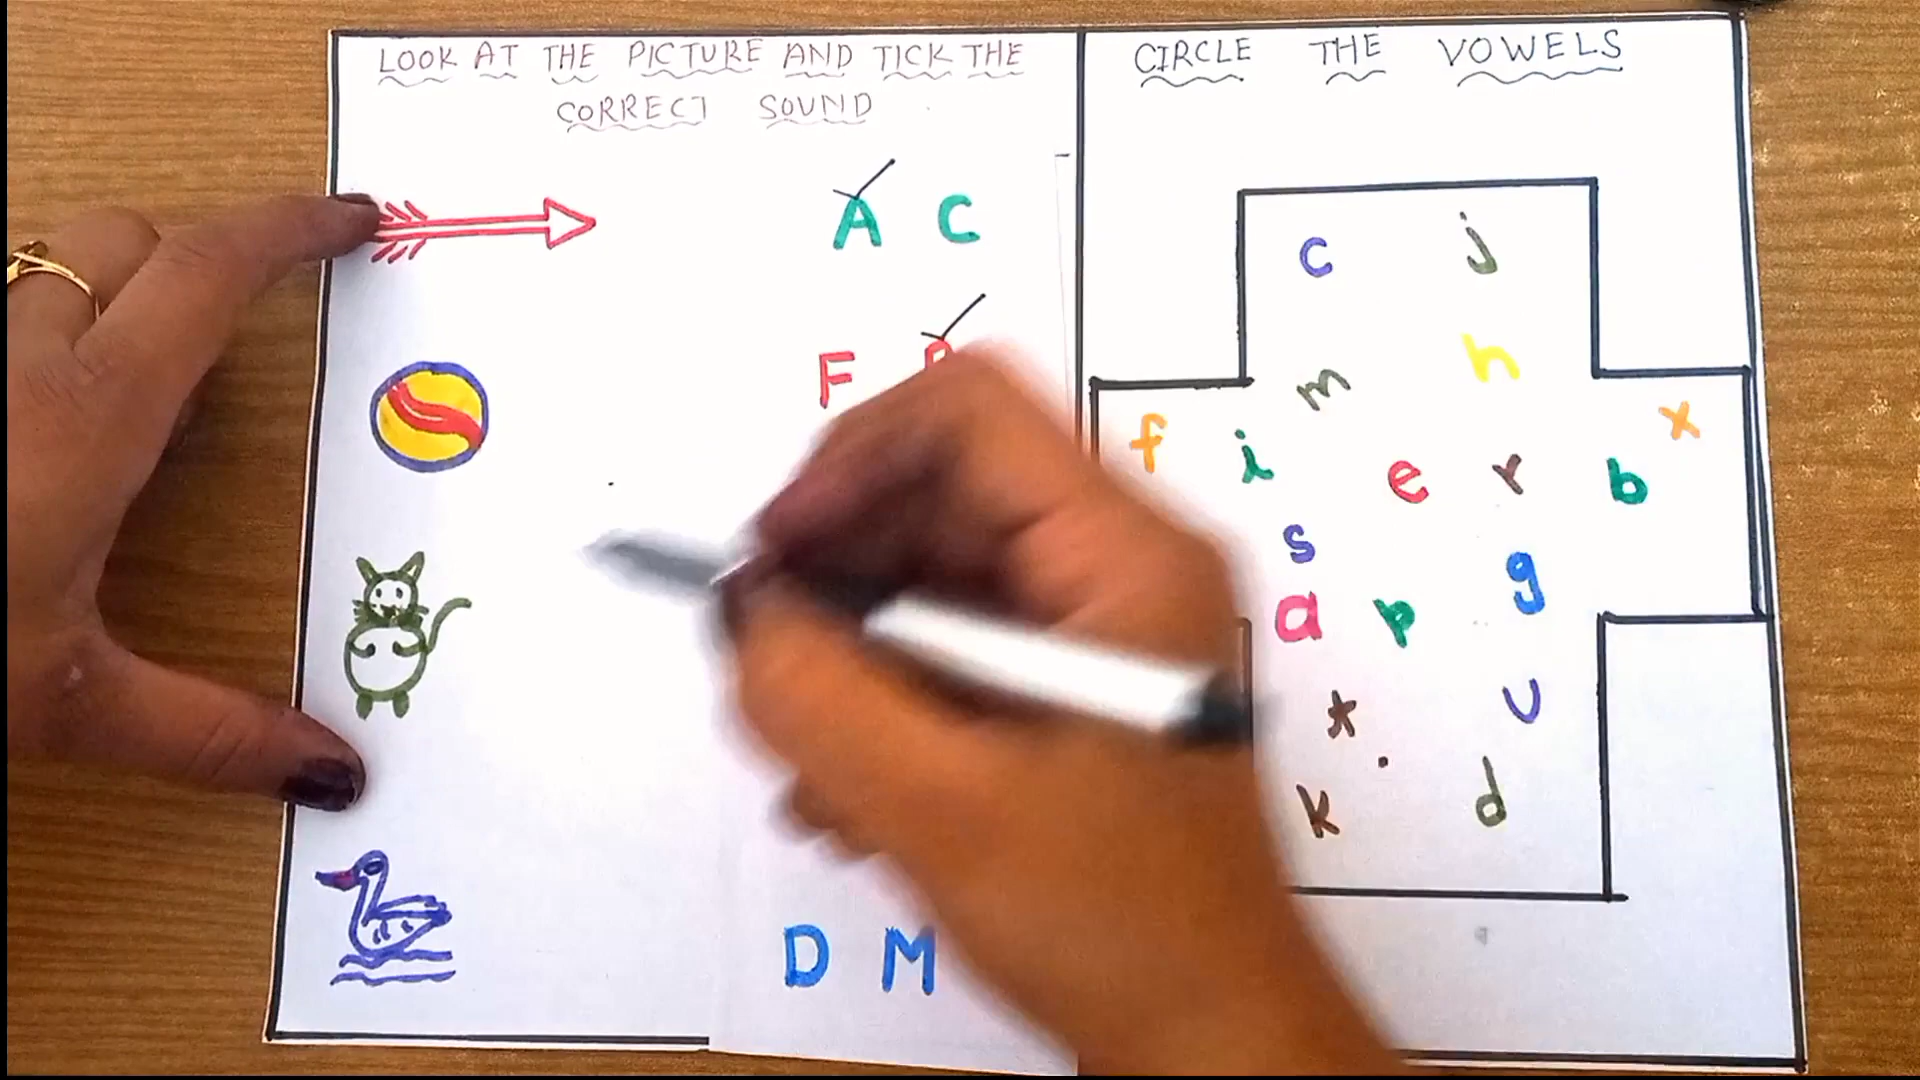 LOOK AT THE PICTURE AND TICK THE
CORRECT SOUND
A C
F
D M
CIRCLE THE VOWELS
c j
m h
f i e r b x
s g
a p
u
k d